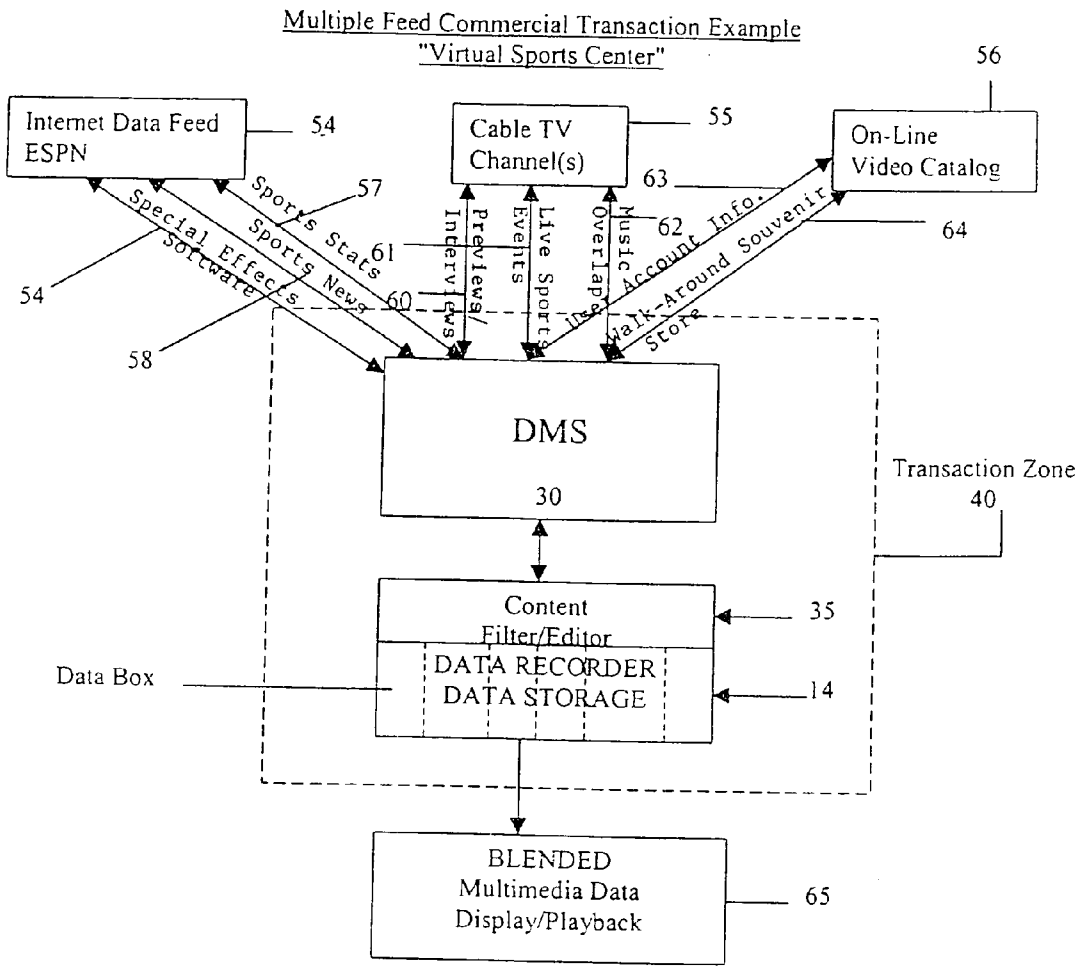 Multiple Feed Commercial Transaction Example
"Virtual Sports Center"
56
Internet Data Feed
ESPN
54
Cable TV
Channel(s)
55
On-Line
Video Catalog
57
63
62
64
61
60
54
58
Special Effects
Software
Sports News
Sports Stats
Previews/
Interviews
Live Sports
Events
Music
Overlap
User Account Info.
Walk-Around Souvenir
Store
DMS
30
Transaction Zone
40
Content
Filter/Editor
35
Data Box
DATA RECORDER
DATA STORAGE
14
BLENDED
Multimedia Data
Display/Playback
65